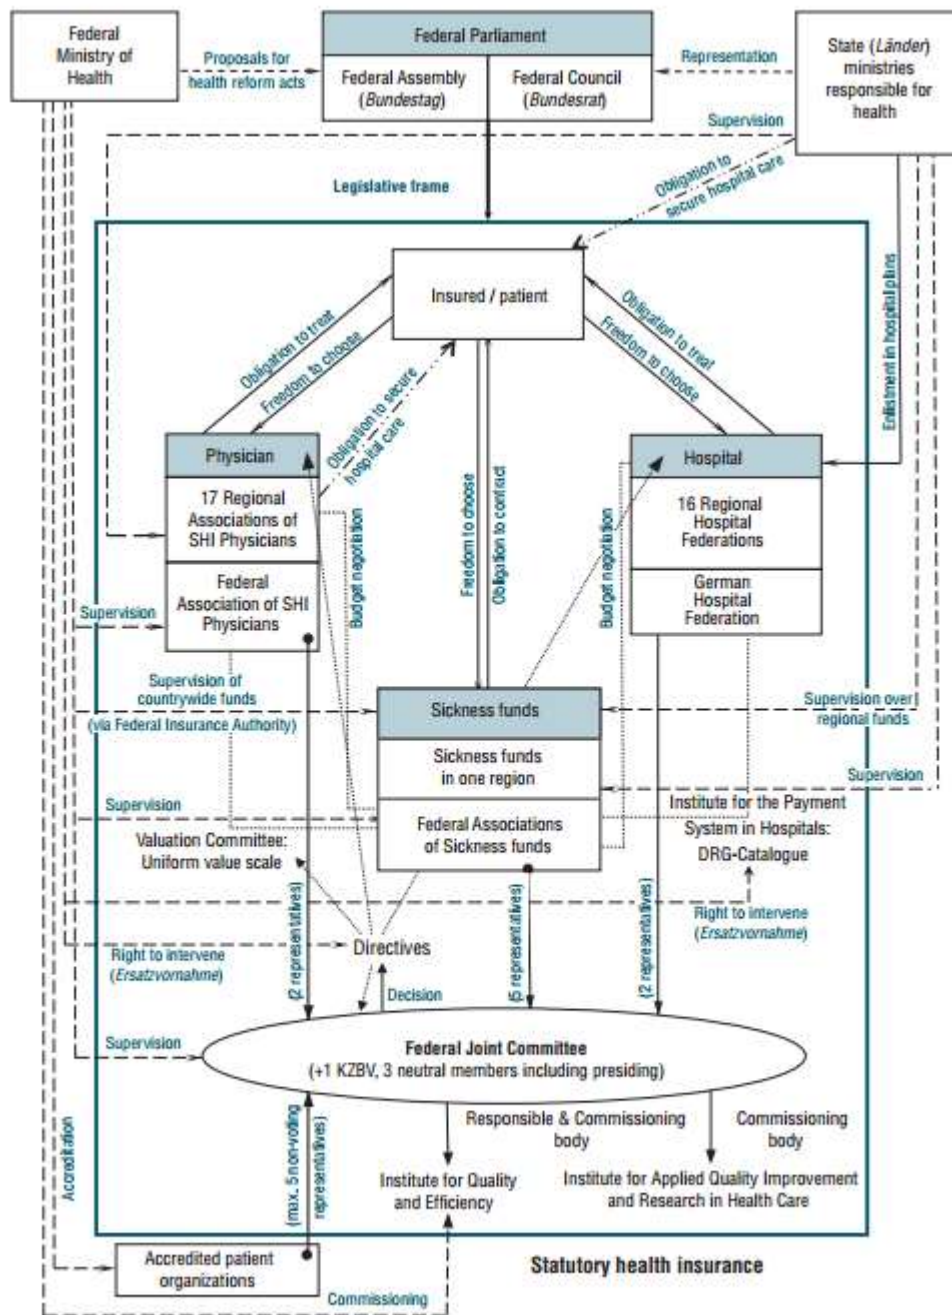 Federal
Ministry of
Health
Proposals for
health reform acts
Federal Parliament
Federal Assembly
(Bundestag)
Federal Council
(Bundesrat)
Representation
State (Länder)
ministries
responsible for
health
Supervision
Legislative frame
Obligation to
secure hospital care
Insured / patient
Obligation to treat
Freedom to choose
Obligation to secure
hospital care
Freedom to choose
Obligation to contract
Obligation to treat
Freedom to choose
Enlistment in hospital plans
Physician
17 Regional
Associations of
SHI Physicians
Federal
Association of SHI
Physicians
Budget negotiation
Budget negotiation
Hospital
16 Regional
Hospital
Federations
German
Hospital
Federation
Supervision
Supervision of
countrywide funds
(via Federal Insurance Authority)
Sickness funds
Sickness funds
in one region
Federal Associations
of Sickness funds
Supervision over
regional funds
Supervision
Supervision
Valuation Committee:
Uniform value scale
Institute for the Payment
System in Hospitals:
DRG-Catalogue
Right to intervene
(Ersatzvornahme)
Right to intervene
(Ersatzvornahme)
Directives
Decision
(2 representatives)
(5 representatives)
(2 representatives)
Supervision
Federal Joint Committee
(+1 KZBV, 3 neutral members including presiding)
Accreditation
(max. 5 non-voting
representatives)
Responsible & Commissioning
body
Commissioning
body
Institute for Quality
and Efficiency
Institute for Applied Quality Improvement
and Research in Health Care
Accredited patient
organizations
Statutory health insurance
Commissioning